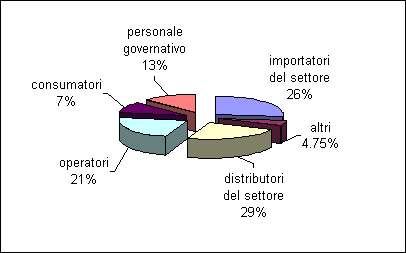 personale
governativo
13%
importatori
del settore
26%
consumatori
7%
altri
4.75%
operatori
21%
distributori
del settore
29%